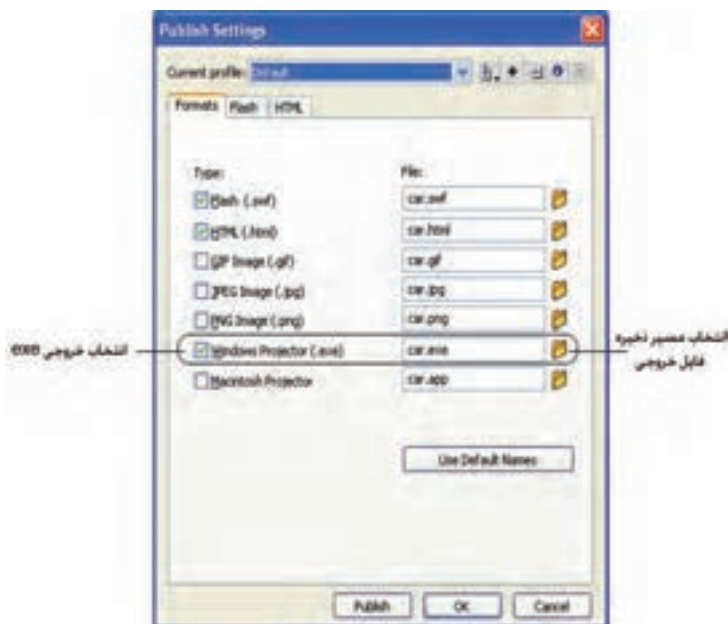 Publish Settings
Current profile: Default
Formats Flash HTML
Type: File:
Flash (.swf) car.swf
HTML (.html) car.html
GIF Image (.gif) car.gif
JPEG Image (.jpg) car.jpg
PNG Image (.png) car.png
Windows Projector (.exe) car.exe
Macintosh Projector car.app
انتخاب خروجی exe
انتخاب مسیر ذخیره
فایل خروجی
Use Default Names
Publish OK Cancel